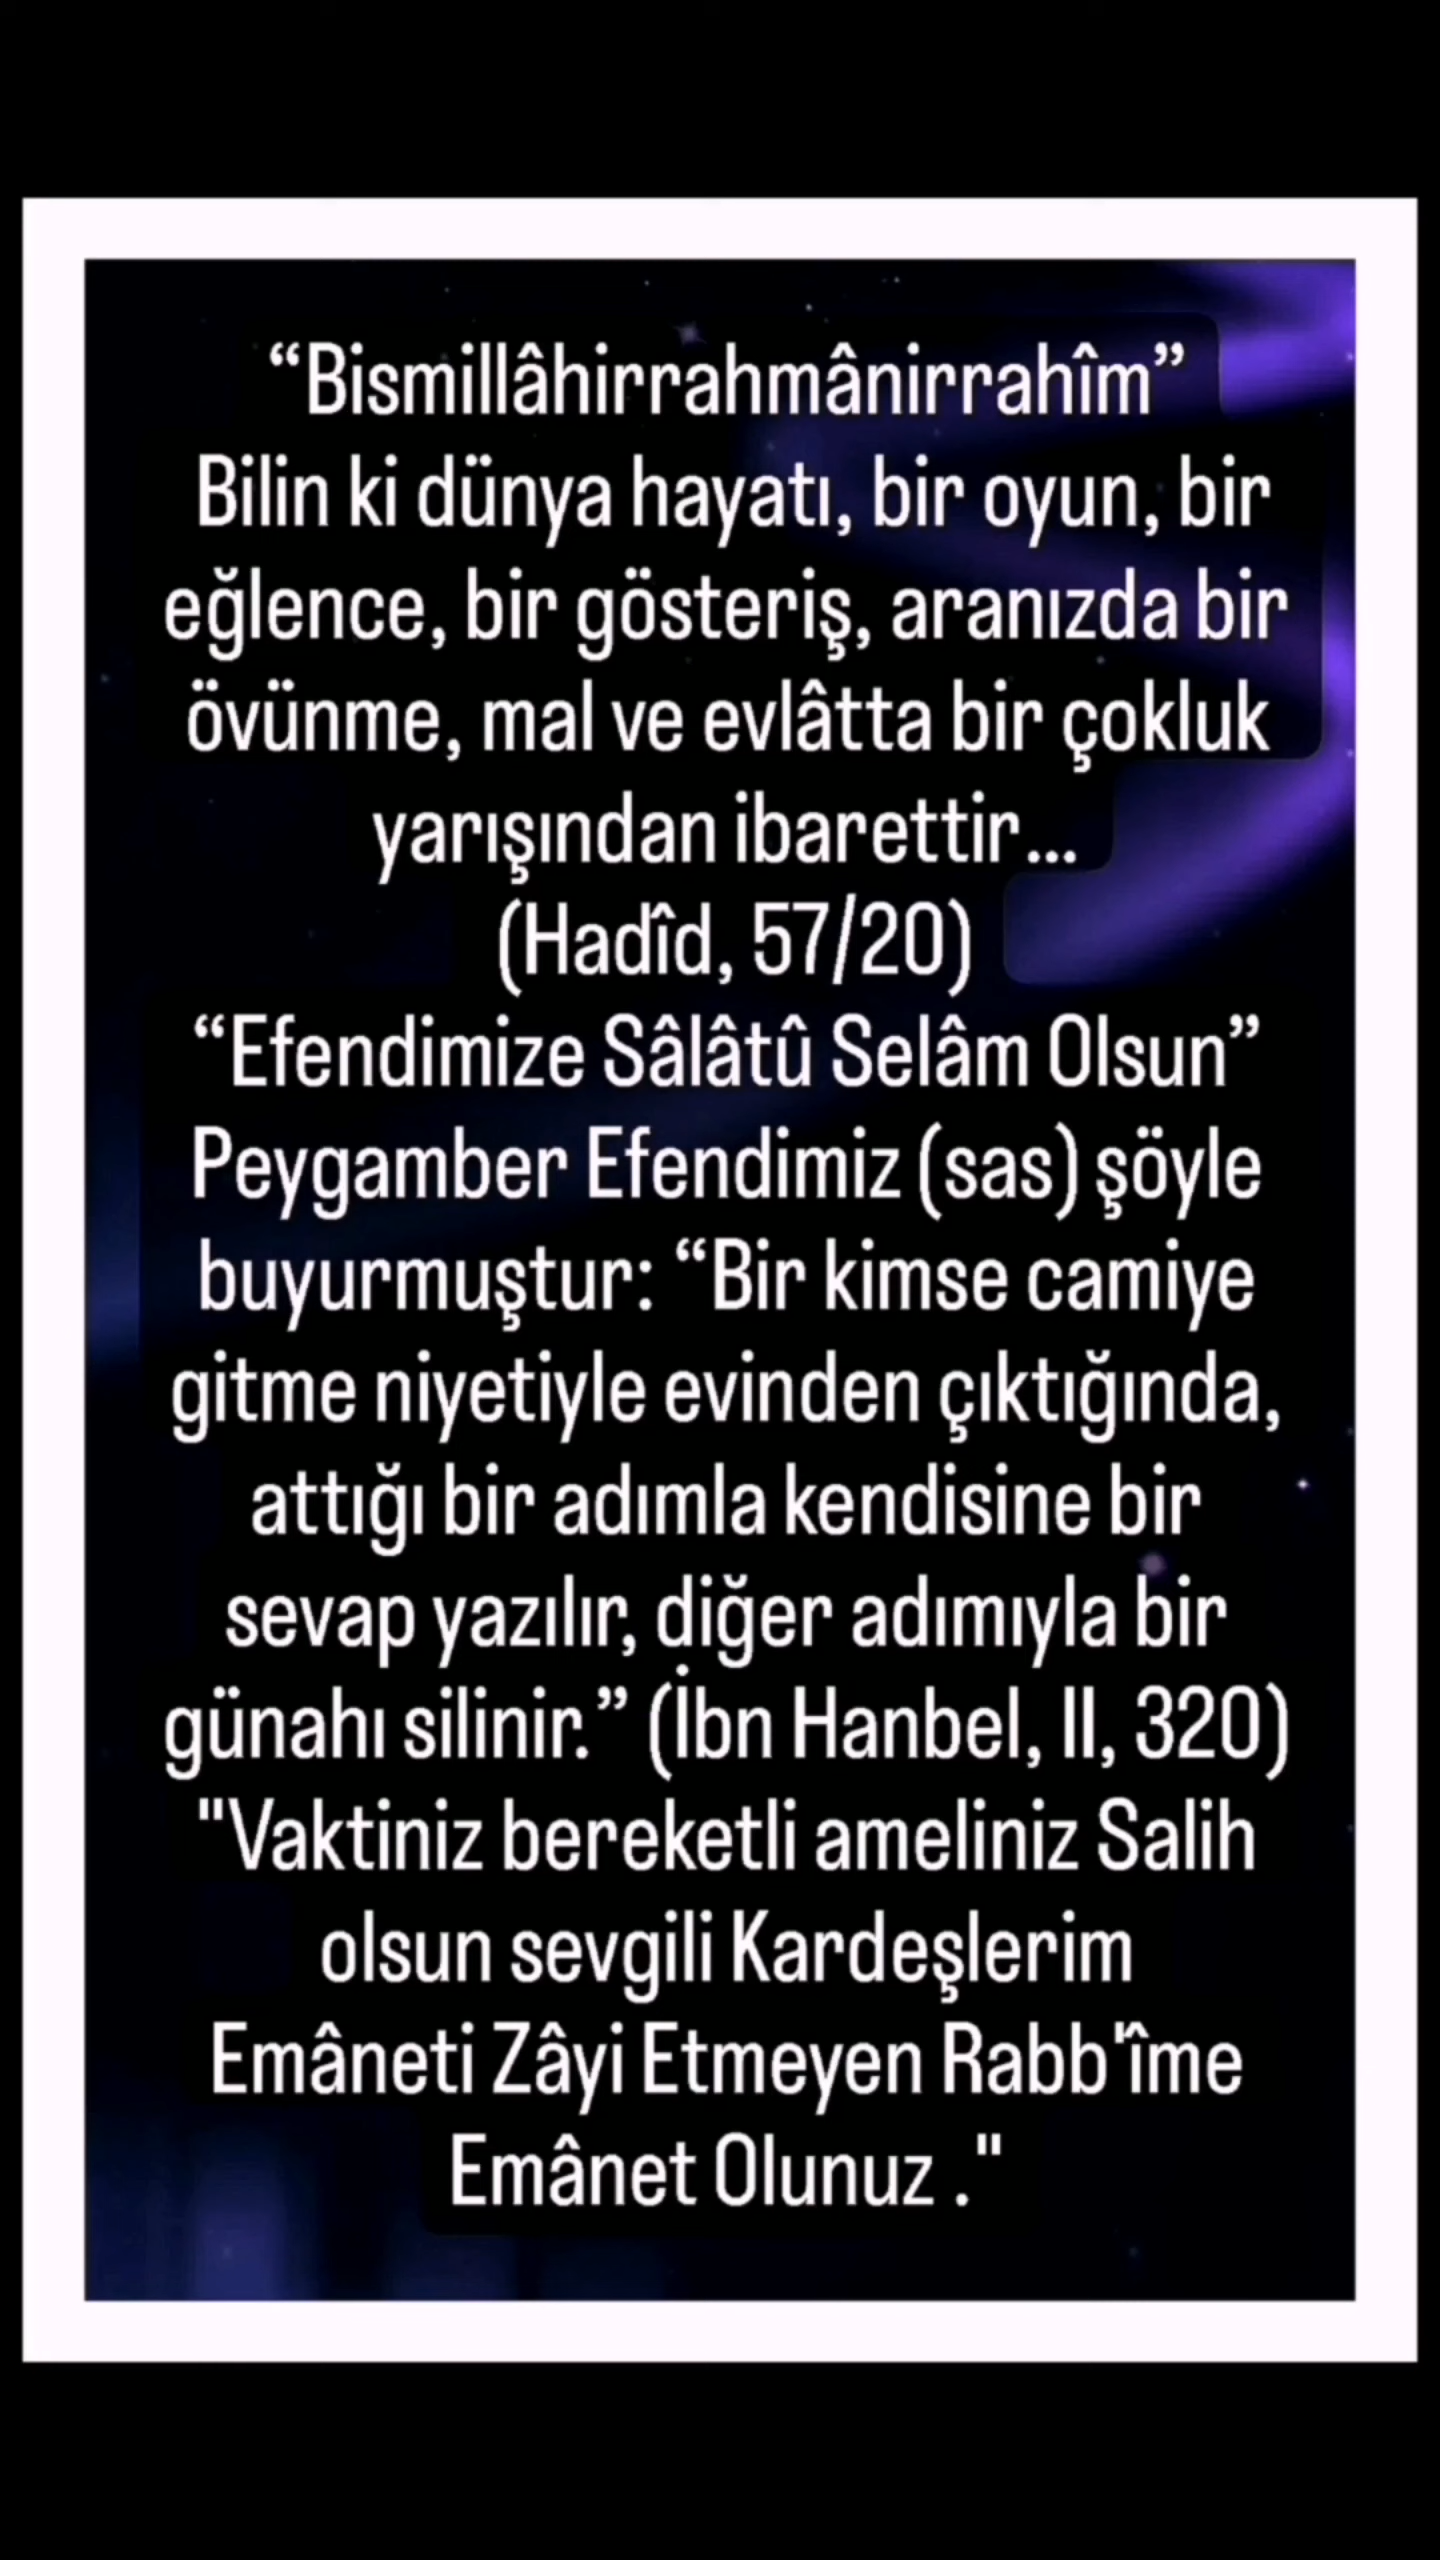 “Bismillâhirrahmânirrahîm”
Bilin ki dünya hayatı, bir oyun, bir
eğlence, bir gösteriş, aranızda bir
övünme, mal ve evlâtta bir çokluk
yarışından ibarettir...
(Hadîd, 57/20)
“Efendimize Sâlâtû Selâm Olsun”
Peygamber Efendimiz (sas) şöyle
buyurmuştur: “Bir kimse camiye
gitme niyetiyle evinden çıktığında,
attığı bir adımla kendisine bir
sevap yazılır, diğer adımıyla bir
günahı silinir.” (İbn Hanbel, II, 320)
"Vaktiniz bereketli ameliniz Salih
olsun sevgili Kardeşlerim
Emâneti Zâyi Etmeyen Rabb'îme
Emânet Olunuz ."